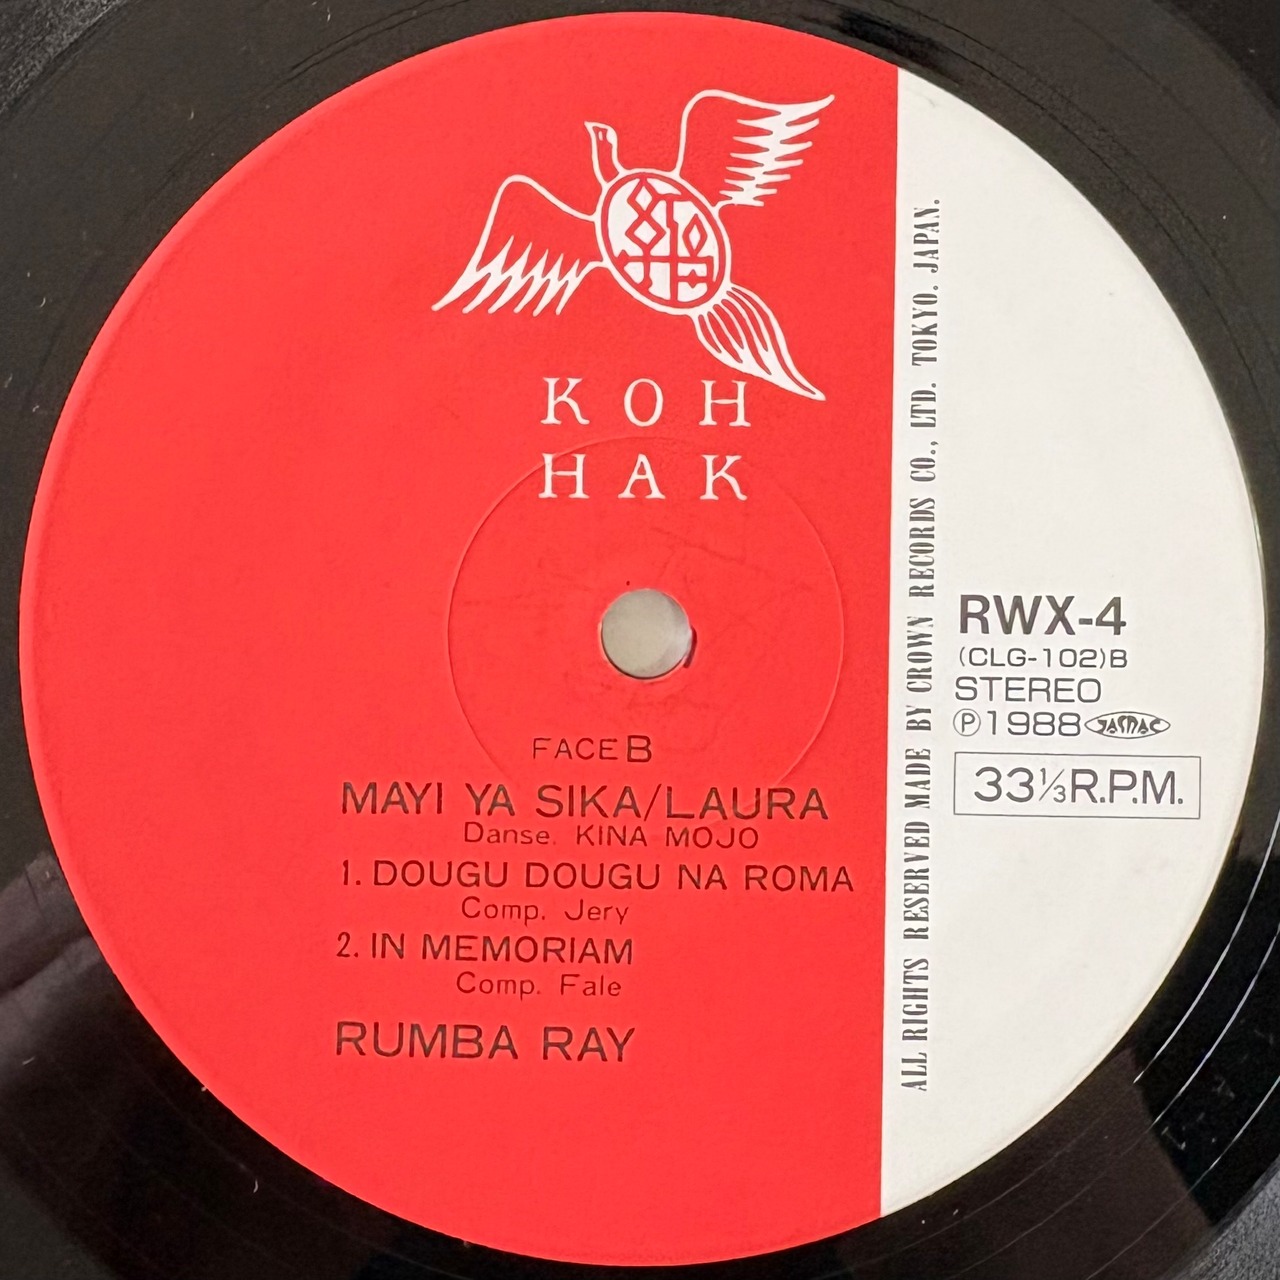 KOH
HAK
FACE B
MAYI YA SIKA/LAURA
Danse. KINA MOJO
1. DOUGU DOUGU NA ROMA
Comp. Jery
2. IN MEMORIAM
Comp. Fale
RUMBA RAY
ALL RIGHTS RESERVED MADE BY CROWN RECORDS CO., LTD. TOKYO. JAPAN.
RWX-4
(CLG-102)B
STEREO
Ⓟ1988 JASRAC
33⅓R.P.M.